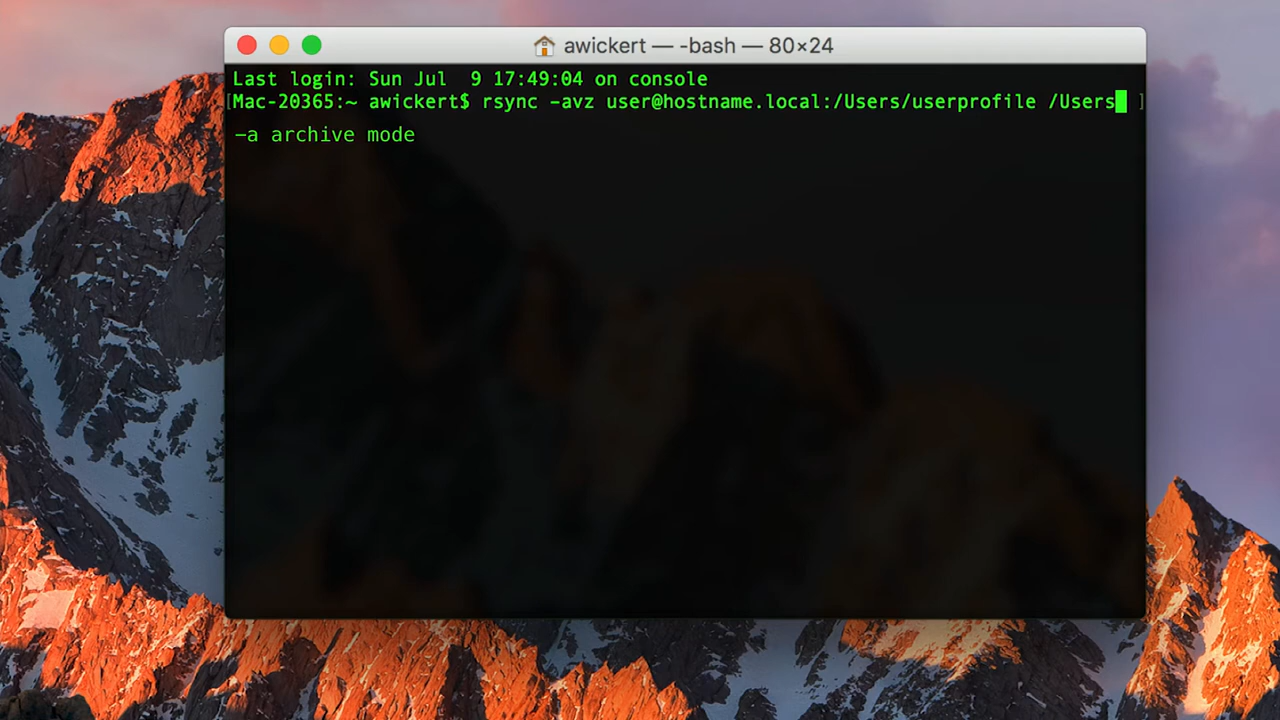 awickert — -bash — 80×24
Last login: Sun Jul  9 17:49:04 on console
[Mac-20365:~ awickert$ rsync -avz user@hostname.local:/Users/userprofile /Users ]
-a archive mode